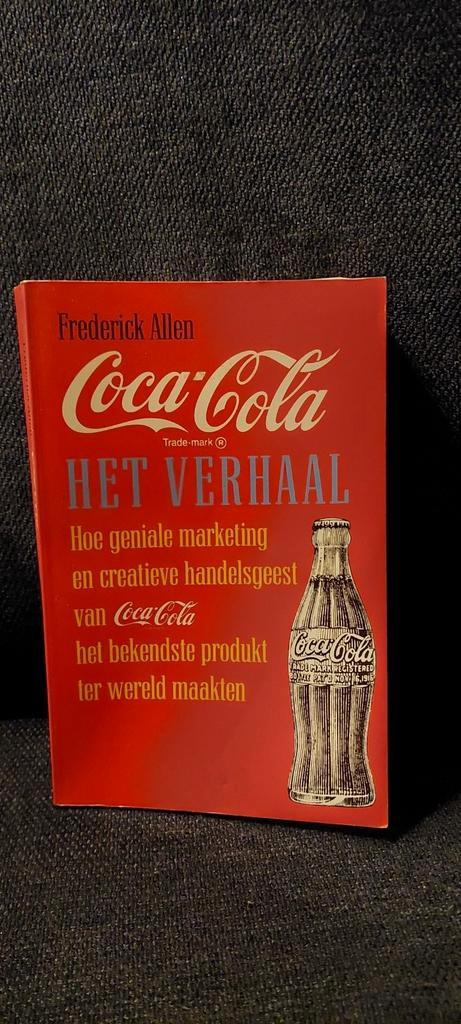 Frederick Allen
Coca-Cola
Trade-mark ®
HET VERHAAL
Hoe geniale marketing
en creatieve handelsgeest
van Coca-Cola
het bekendste produkt
ter wereld maakten
Coca-Cola
TRADE MARK REGISTERED